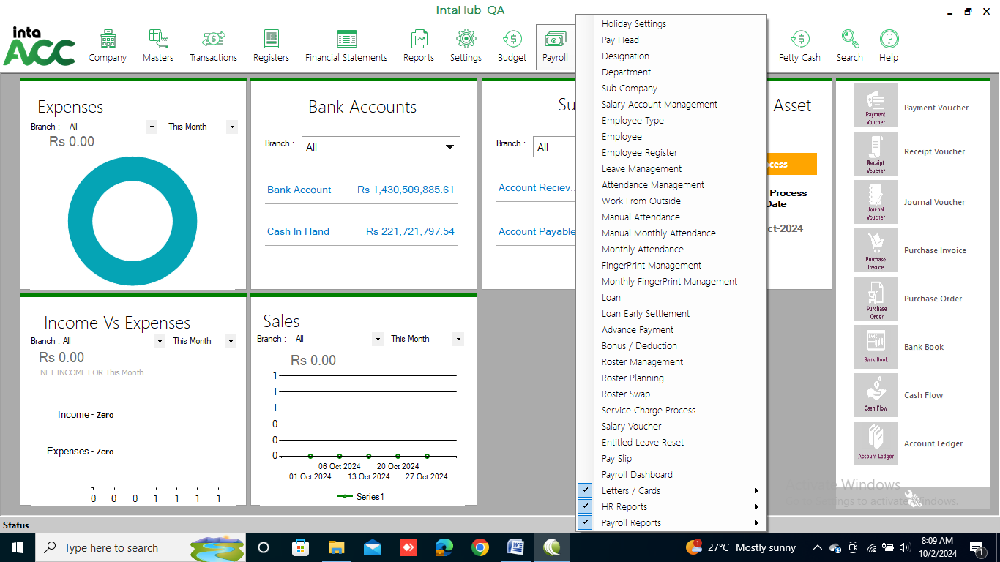 IntaHub_QA
inta
ACC
Company
Masters
Transactions
Registers
Financial Statements
Reports
Settings
Budget
Payroll
Petty Cash
Search
Help
Holiday Settings
Pay Head
Designation
Department
Sub Company
Salary Account Management
Employee Type
Employee
Employee Register
Leave Management
Attendance Management
Work From Outside
Manual Attendance
Manual Monthly Attendance
Monthly Attendance
FingerPrint Management
Monthly FingerPrint Management
Loan
Loan Early Settlement
Advance Payment
Bonus / Deduction
Roster Management
Roster Planning
Roster Swap
Service Charge Process
Salary Voucher
Entitled Leave Reset
Pay Slip
Payroll Dashboard
Letters / Cards
HR Reports
Payroll Reports
Expenses
Branch : All This Month
Rs 0.00
Bank Accounts
Branch : All
Bank Account Rs 1,430,509,885.61
Cash In Hand Rs 221,721,797.54
Su
Branch : All
Account Reciev..
Account Payable
Asset
cess
Process
Date
ct-2024
Income Vs Expenses
Branch : All This Month
Rs 0.00
NET INCOME FOR This Month
Income - Zero
Expenses - Zero
0 0 0 1 1 1 1
Sales
Branch : All This Month
Rs 0.00
1
1
1
0
0
0
06 Oct 2024 20 Oct 2024
01 Oct 2024 13 Oct 2024 27 Oct 2024
Series1
Payment Voucher
Payment Voucher
Receipt Voucher
Receipt Voucher
Journal Voucher
Journal Voucher
Purchase Invoice
Purchase Invoice
Purchase Order
Purchase Order
Bank Book
Bank Book
Cash Flow
Cash Flow
Account Ledger
Account Ledger
Activate Windows
Go to Settings to activate Windows.
Status
Type here to search
1
27°C Mostly sunny
8:09 AM
10/2/2024
1